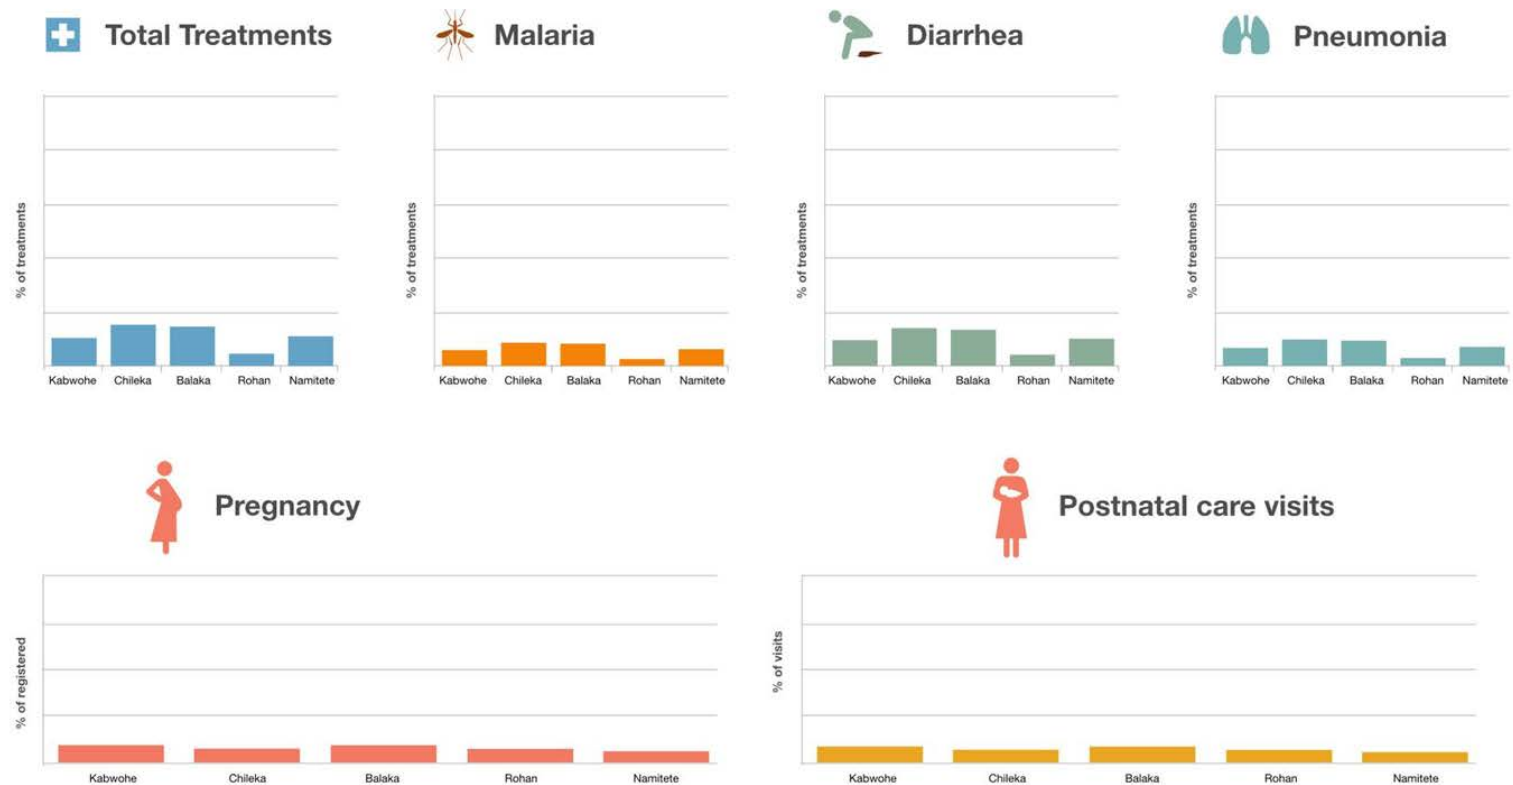 Total Treatments
Malaria
Diarrhea
Pneumonia
% of treatments
Kabwohe Chileka Balaka Rohan Namitete
% of treatments
Kabwohe Chileka Balaka Rohan Namitete
% of treatments
Kabwohe Chileka Balaka Rohan Namitete
% of treatments
Kabwohe Chileka Balaka Rohan Namitete
Pregnancy
Postnatal care visits
% of registered
Kabwohe Chileka Balaka Rohan Namitete
% of visits
Kabwohe Chileka Balaka Rohan Namitete